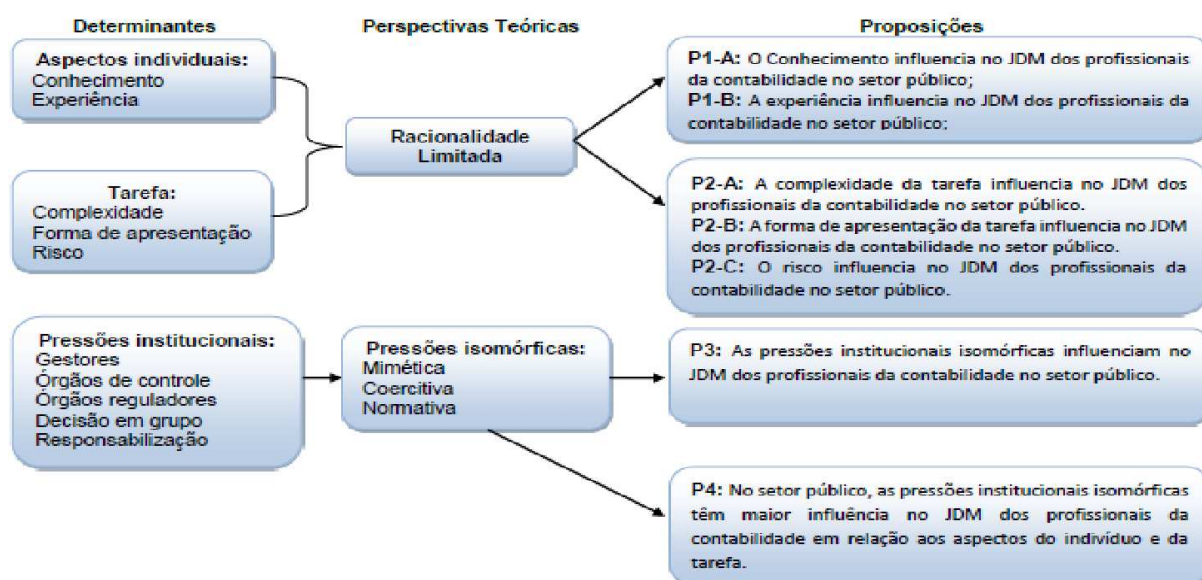 Determinantes
Perspectivas Teóricas
Proposições
Aspectos individuais:
Conhecimento
Experiência
Tarefa:
Complexidade
Forma de apresentação
Risco
Racionalidade
Limitada
P1-A: O Conhecimento influencia no JDM dos profissionais
da contabilidade no setor público;
P1-B: A experiência influencia no JDM dos profissionais da
contabilidade no setor público;
P2-A: A complexidade da tarefa influencia no JDM dos
profissionais da contabilidade no setor público.
P2-B: A forma de apresentação da tarefa influencia no JDM
dos profissionais da contabilidade no setor público.
P2-C: O risco influencia no JDM dos profissionais da
contabilidade no setor público.
Pressões institucionais:
Gestores
Órgãos de controle
Órgãos reguladores
Decisão em grupo
Responsabilização
Pressões isomórficas:
Mimética
Coercitiva
Normativa
P3: As pressões institucionais isomórficas influenciam no
JDM dos profissionais da contabilidade no setor público.
P4: No setor público, as pressões institucionais isomórficas
têm maior influência no JDM dos profissionais da
contabilidade em relação aos aspectos do indivíduo e da
tarefa.